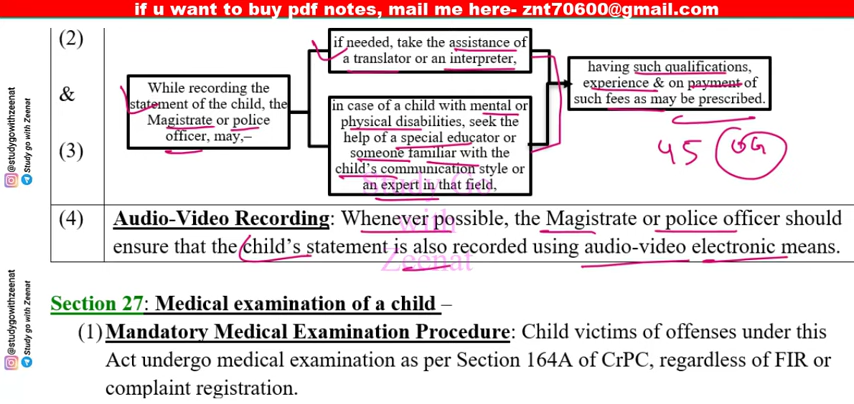 if u want to buy pdf notes, mail me here- znt70600@gmail.com
(2)
&
(3)
While recording the
statement of the child, the
Magistrate or police
officer, may,–
if needed, take the assistance of
a translator or an interpreter,
in case of a child with mental or
physical disabilities, seek the
help of a special educator or
someone familiar with the
child's communication style or
an expert in that field,
having such qualifications,
experience & on payment of
such fees as may be prescribed.
45
(4)
Audio-Video Recording: Whenever possible, the Magistrate or police officer should
ensure that the child's statement is also recorded using audio-video electronic means.
Study Go
with
Zeenat
Section 27: Medical examination of a child –
(1) Mandatory Medical Examination Procedure: Child victims of offenses under this
Act undergo medical examination as per Section 164A of CrPC, regardless of FIR or
complaint registration.
@studygowithzeenat
Study go with Zeenat
@studygowithzeenat
Study go with Zeenat